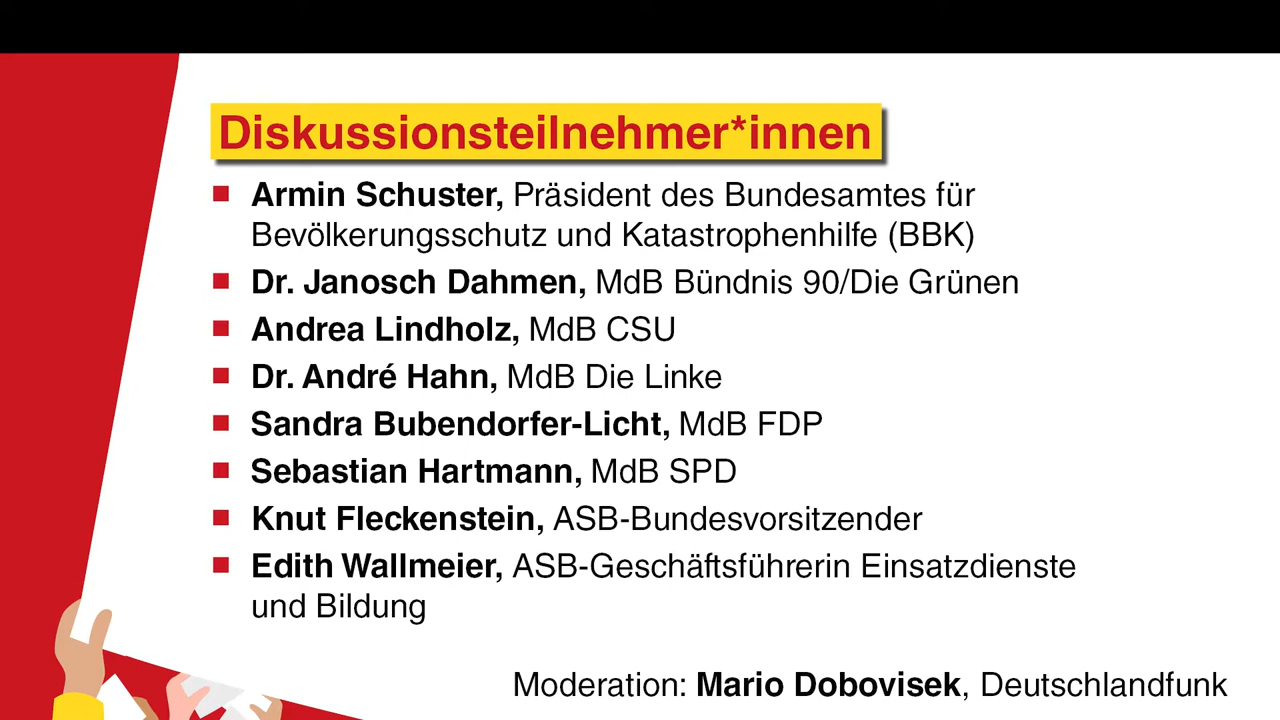 Diskussionsteilnehmer*innen
Armin Schuster, Präsident des Bundesamtes für
Bevölkerungsschutz und Katastrophenhilfe (BBK)
Dr. Janosch Dahmen, MdB Bündnis 90/Die Grünen
Andrea Lindholz, MdB CSU
Dr. André Hahn, MdB Die Linke
Sandra Bubendorfer-Licht, MdB FDP
Sebastian Hartmann, MdB SPD
Knut Fleckenstein, ASB-Bundesvorsitzender
Edith Wallmeier, ASB-Geschäftsführerin Einsatzdienste
und Bildung
Moderation: Mario Dobovisek, Deutschlandfunk